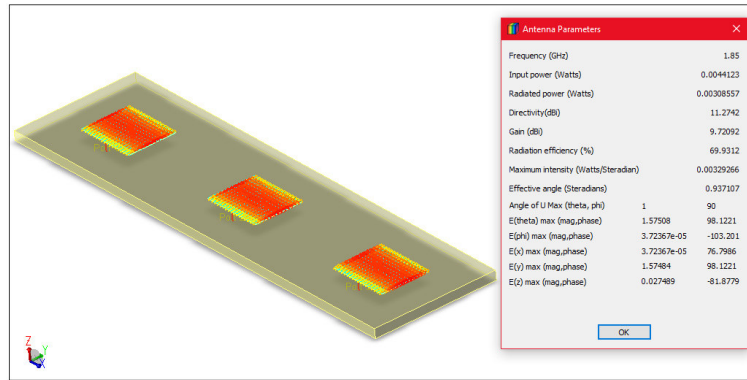 Antenna Parameters
Frequency (GHz) 1.85
Input power (Watts) 0.0044123
Radiated power (Watts) 0.00308557
Directivity(dBi) 11.2742
Gain (dBi) 9.72092
Radiation efficiency (%) 69.9312
Maximum intensity (Watts/Steradian) 0.00329266
Effective angle (Steradians) 0.937107
Angle of U Max (theta, phi) 1 90
E(theta) max (mag,phase) 1.57508 98.1221
E(phi) max (mag,phase) 3.72367e-05 -103.201
E(x) max (mag,phase) 3.72367e-05 76.7986
E(y) max (mag,phase) 1.57484 98.1221
E(z) max (mag,phase) 0.027489 -81.8779
OK
Z
Y
X